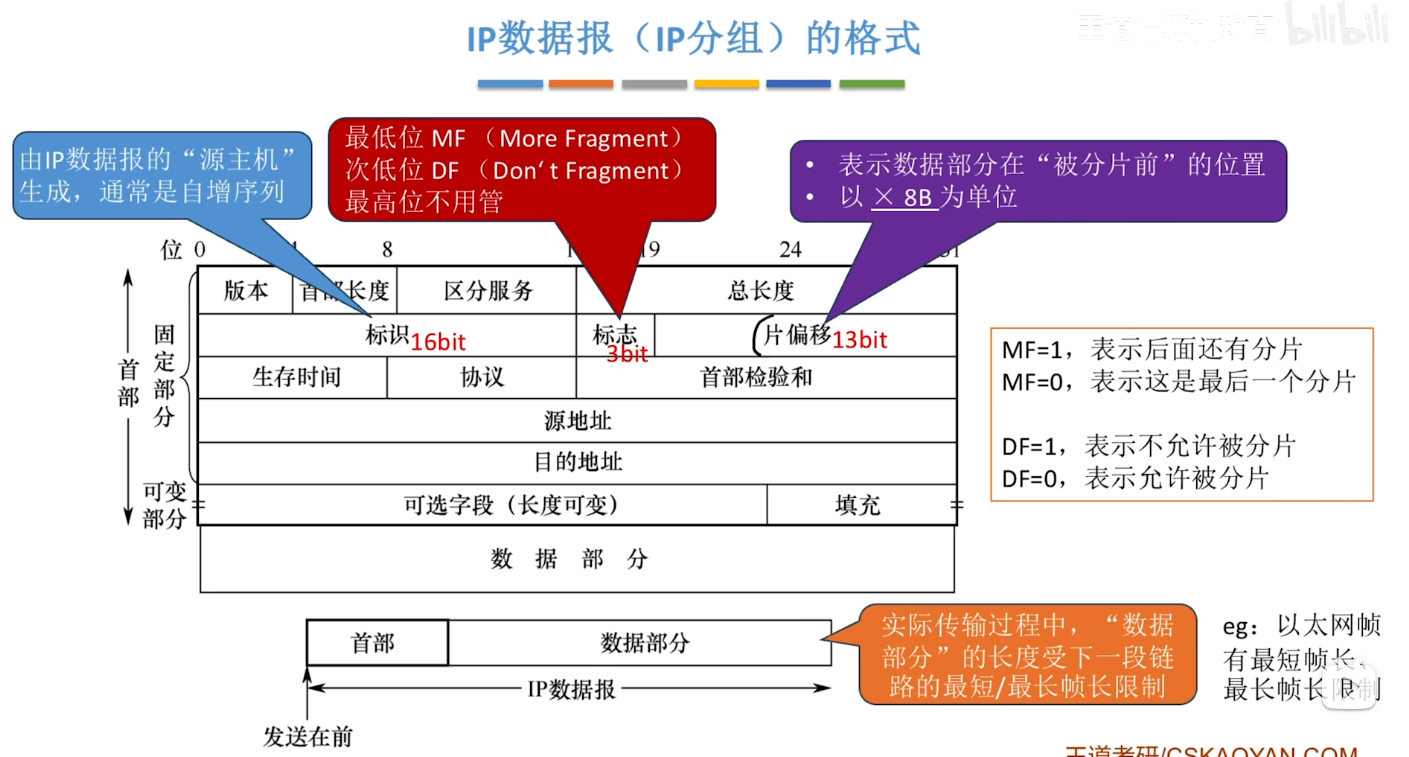 IP数据报（IP分组）的格式
bilibili
由IP数据报的“源主机”
生成，通常是自增序列
最低位 MF （More Fragment）
次低位 DF （Don‘t Fragment）
最高位不用管
• 表示数据部分在“被分片前”的位置
• 以 × 8B 为单位
位 0 8 24
版本 首部长度 区分服务 总长度
标识 16bit 标志 3bit 片偏移 13bit
生存时间 协议 首部检验和
源地址
目的地址
可选字段（长度可变） 填充
数 据 部 分
首部
固定部分
可变
部分
MF=1，表示后面还有分片
MF=0，表示这是最后一个分片
DF=1，表示不允许被分片
DF=0，表示允许被分片
首部 数据部分
IP数据报
发送在前
实际传输过程中，“数据
部分”的长度受下一段链
路的最短/最长帧长限制
eg：以太网帧
有最短帧长、
最长帧长限制
王道考研/CSKAOYAN.COM